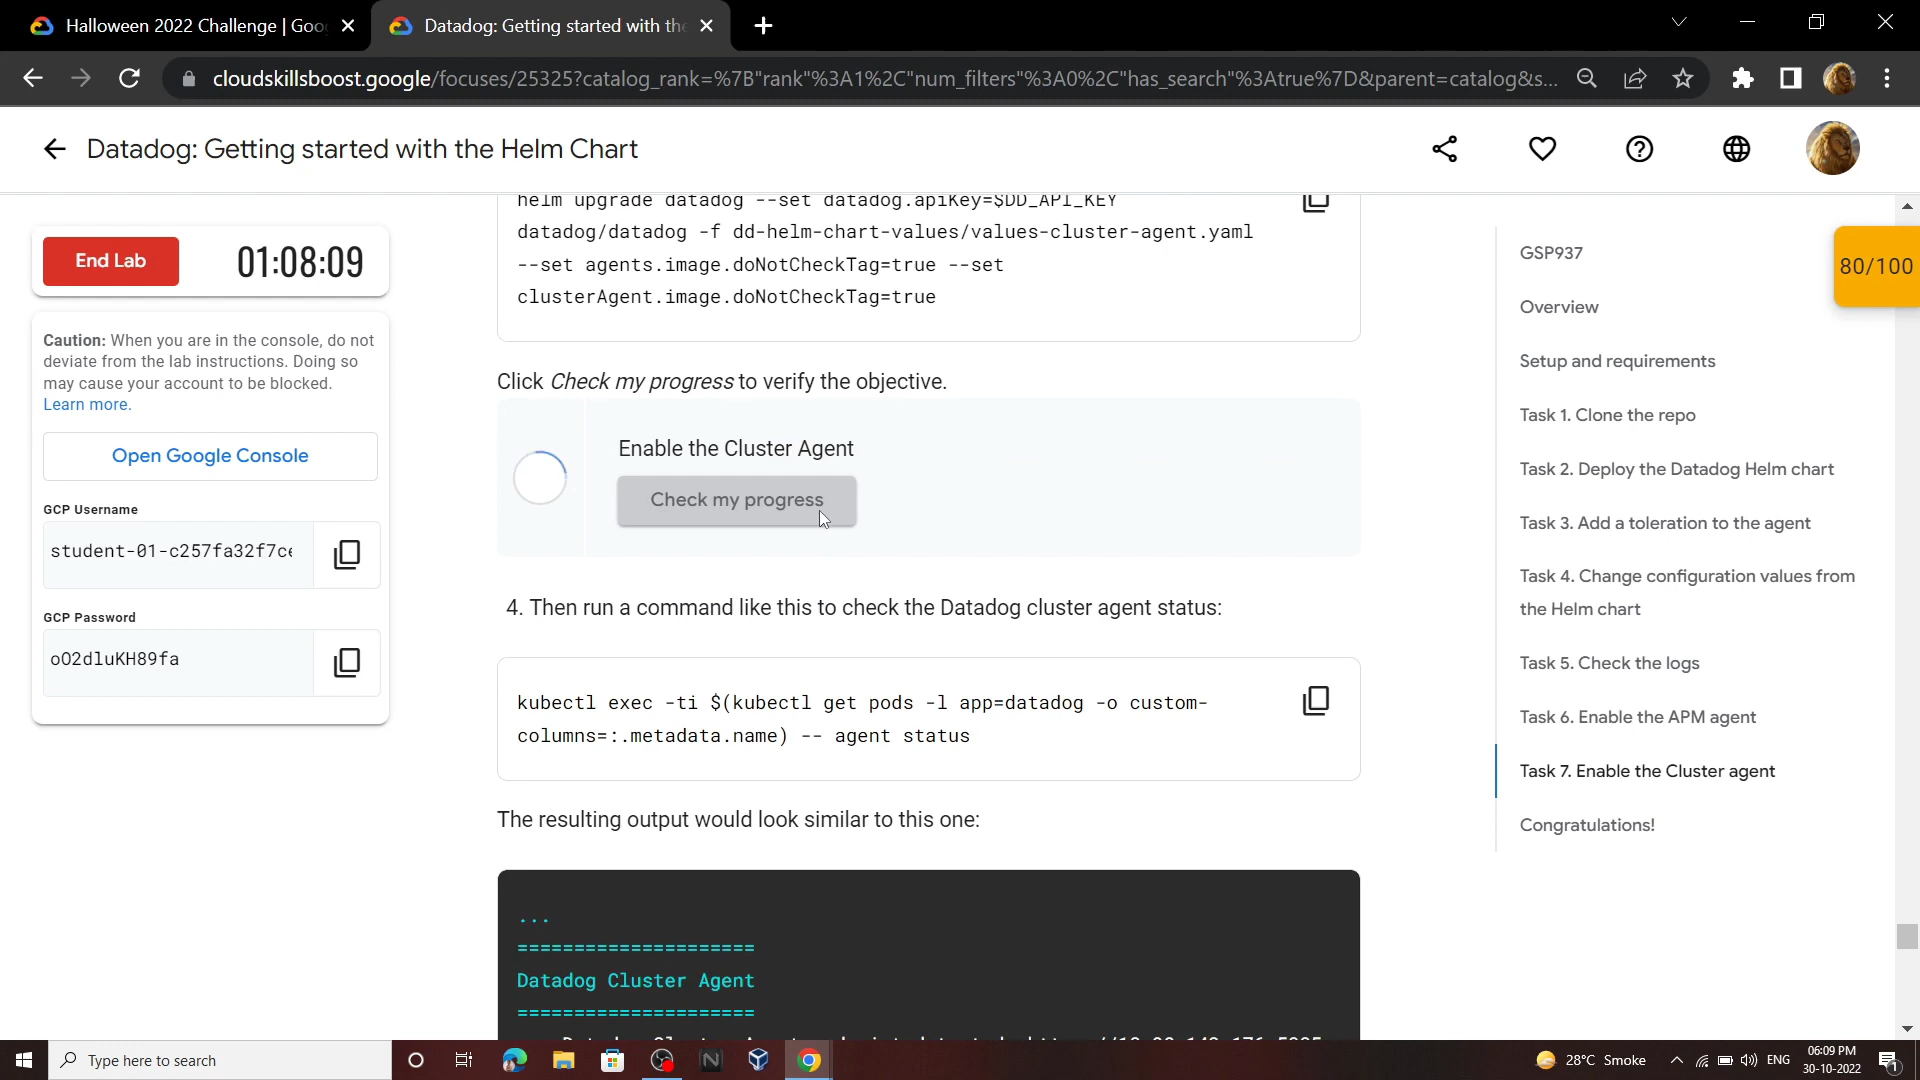 Halloween 2022 Challenge | Goo
Datadog: Getting started with the
cloudskillsboost.google/focuses/25325?catalog_rank=%7B"rank"%3A1%2C"num_filters"%3A0%2C"has_search"%3Atrue%7D&parent=catalog&s...
Datadog: Getting started with the Helm Chart
End Lab
01:08:09
Caution: When you are in the console, do not
deviate from the lab instructions. Doing so
may cause your account to be blocked.
Learn more.
Open Google Console
GCP Username
student-01-c257fa32f7ce
GCP Password
oO2dluKH89fa
helm upgrade datadog --set datadog.apiKey=$DD_API_KEY
datadog/datadog -f dd-helm-chart-values/values-cluster-agent.yaml
--set agents.image.doNotCheckTag=true --set
clusterAgent.image.doNotCheckTag=true
Click Check my progress to verify the objective.
Enable the Cluster Agent
Check my progress
4. Then run a command like this to check the Datadog cluster agent status:
kubectl exec -ti $(kubectl get pods -l app=datadog -o custom-
columns=:.metadata.name) -- agent status
The resulting output would look similar to this one:
...
=====================
Datadog Cluster Agent
=====================
GSP937
80/100
Overview
Setup and requirements
Task 1. Clone the repo
Task 2. Deploy the Datadog Helm chart
Task 3. Add a toleration to the agent
Task 4. Change configuration values from
the Helm chart
Task 5. Check the logs
Task 6. Enable the APM agent
Task 7. Enable the Cluster agent
Congratulations!
Type here to search
28°C Smoke
ENG
06:09 PM
30-10-2022
1